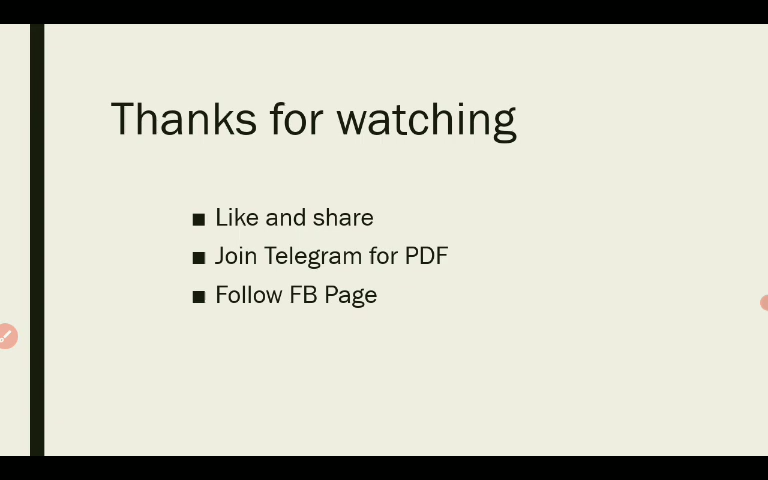 Thanks for watching
■ Like and share
■ Join Telegram for PDF
■ Follow FB Page